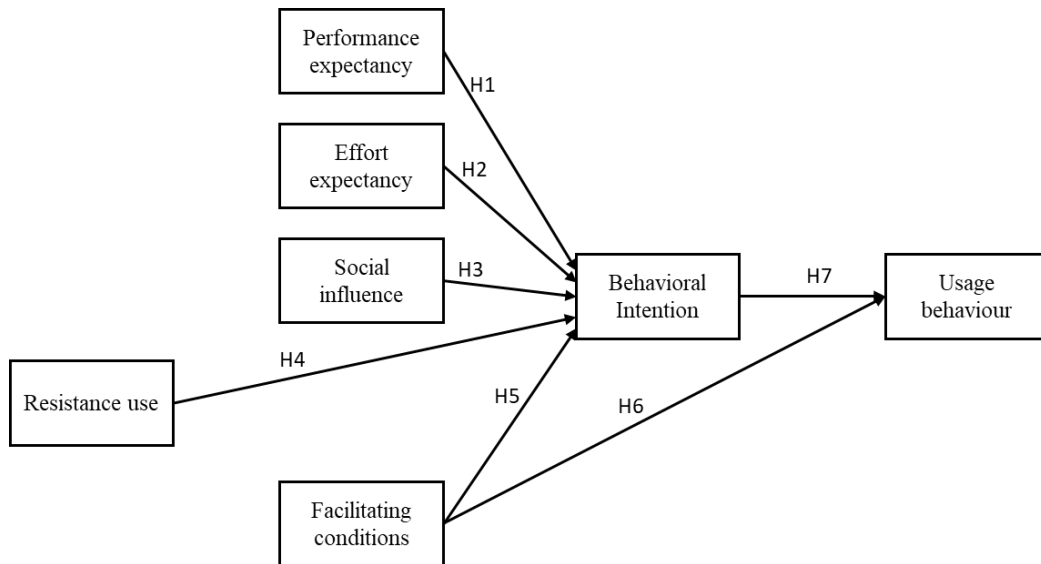 Performance
expectancy
H1
Effort
expectancy
H2
Social
influence
H3
Behavioral
Intention
H7
Usage
behaviour
Resistance use
H4
H5
H6
Facilitating
conditions